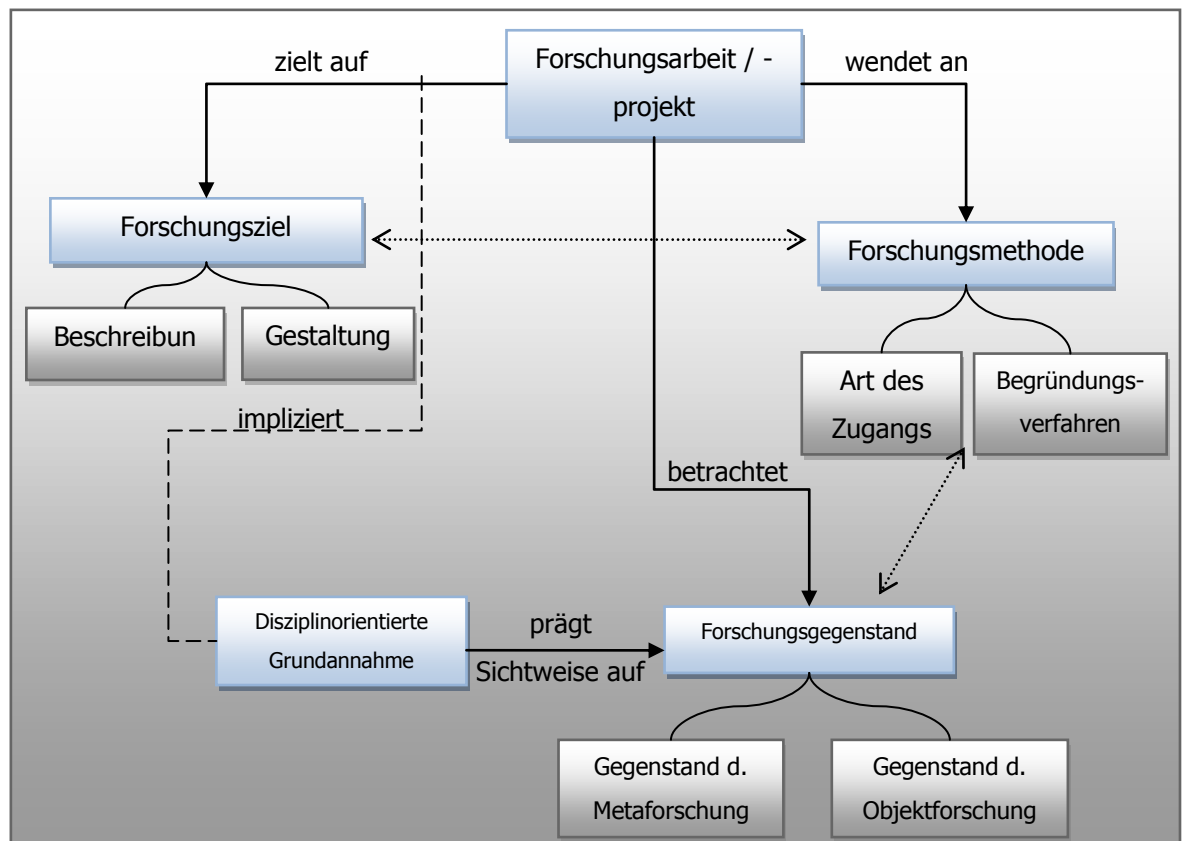 zielt auf
Forschungsarbeit / -
projekt
wendet an
Forschungsziel
Forschungsmethode
Beschreibun
Gestaltung
Art des
Zugangs
Begründungs-
verfahren
impliziert
betrachtet
Disziplinorientierte
Grundannahme
prägt
Sichtweise auf
Forschungsgegenstand
Gegenstand d.
Metaforschung
Gegenstand d.
Objektforschung